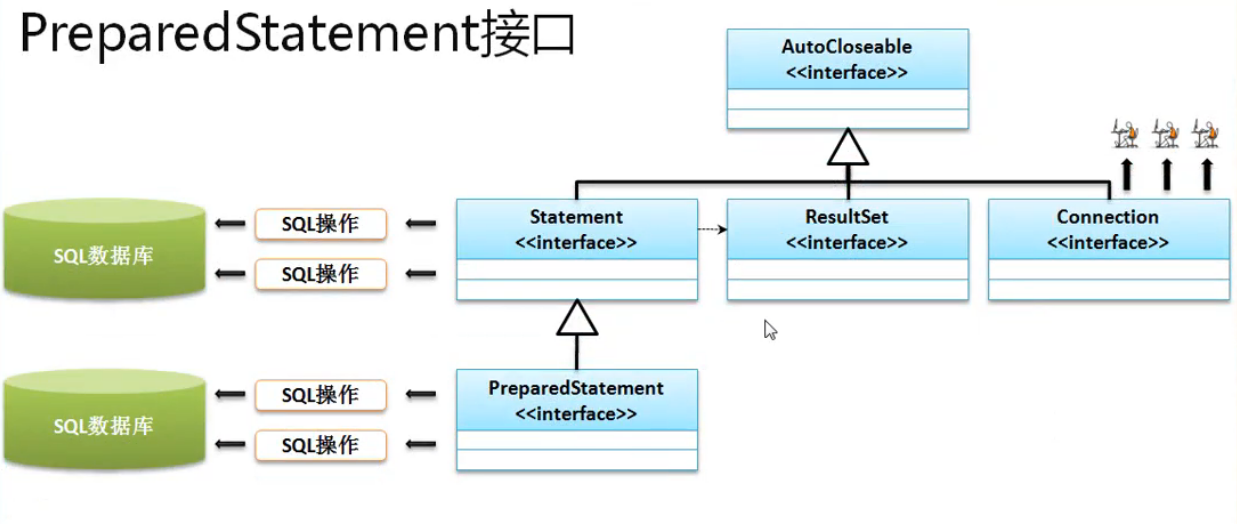 PreparedStatement接口
AutoCloseable
<<interface>>
SQL数据库
SQL操作
SQL操作
Statement
<<interface>>
ResultSet
<<interface>>
Connection
<<interface>>
SQL数据库
SQL操作
SQL操作
PreparedStatement
<<interface>>